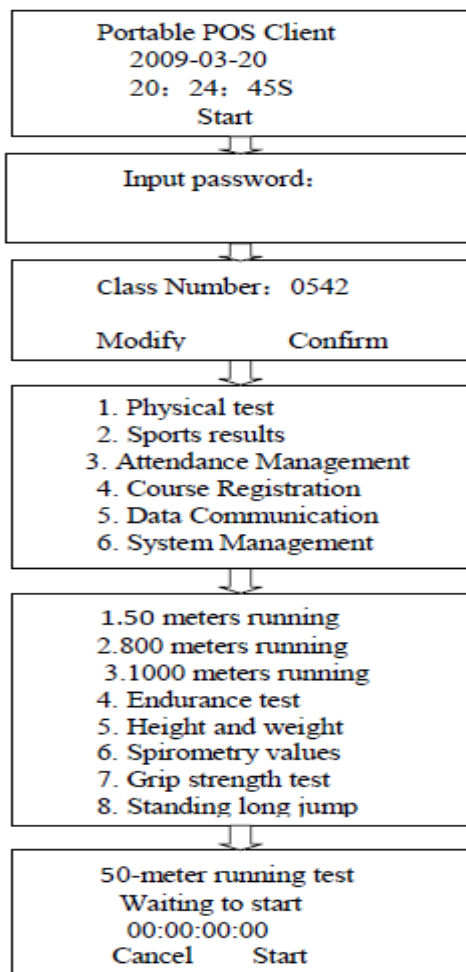 Portable POS Client
2009-03-20
20：24：45S
Start
Input password：
Class Number：0542
Modify Confirm
1. Physical test
2. Sports results
3. Attendance Management
4. Course Registration
5. Data Communication
6. System Management
1.50 meters running
2.800 meters running
3.1000 meters running
4. Endurance test
5. Height and weight
6. Spirometry values
7. Grip strength test
8. Standing long jump
50-meter running test
Waiting to start
00:00:00:00
Cancel Start